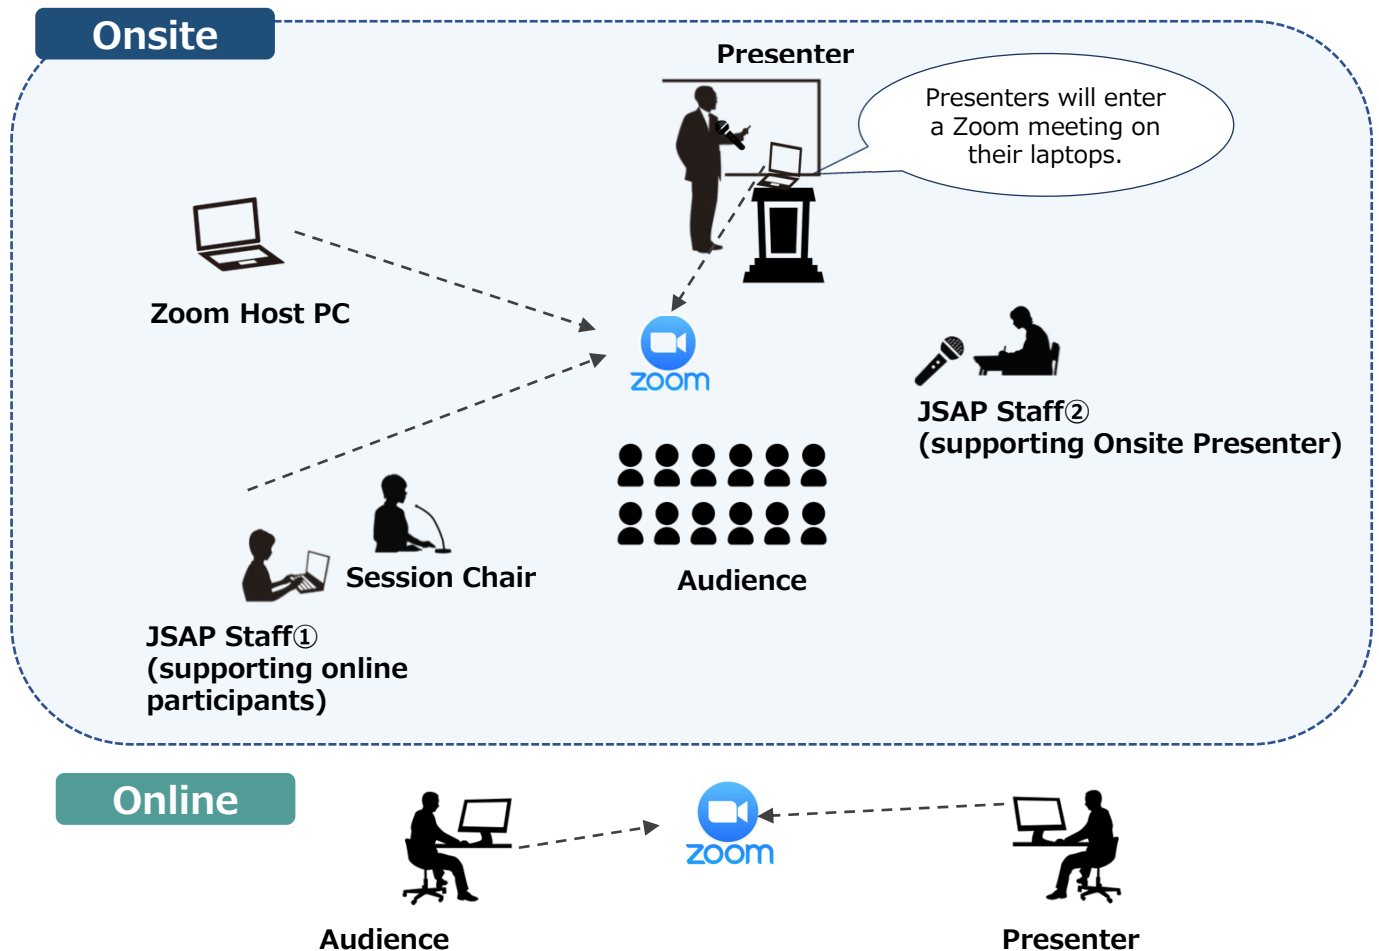 Onsite
Presenter
Presenters will enter
a Zoom meeting on
their laptops.
Zoom Host PC
zoom
JSAP Staff②
(supporting Onsite Presenter)
Session Chair
Audience
JSAP Staff①
(supporting online
participants)
Online
zoom
Audience
Presenter